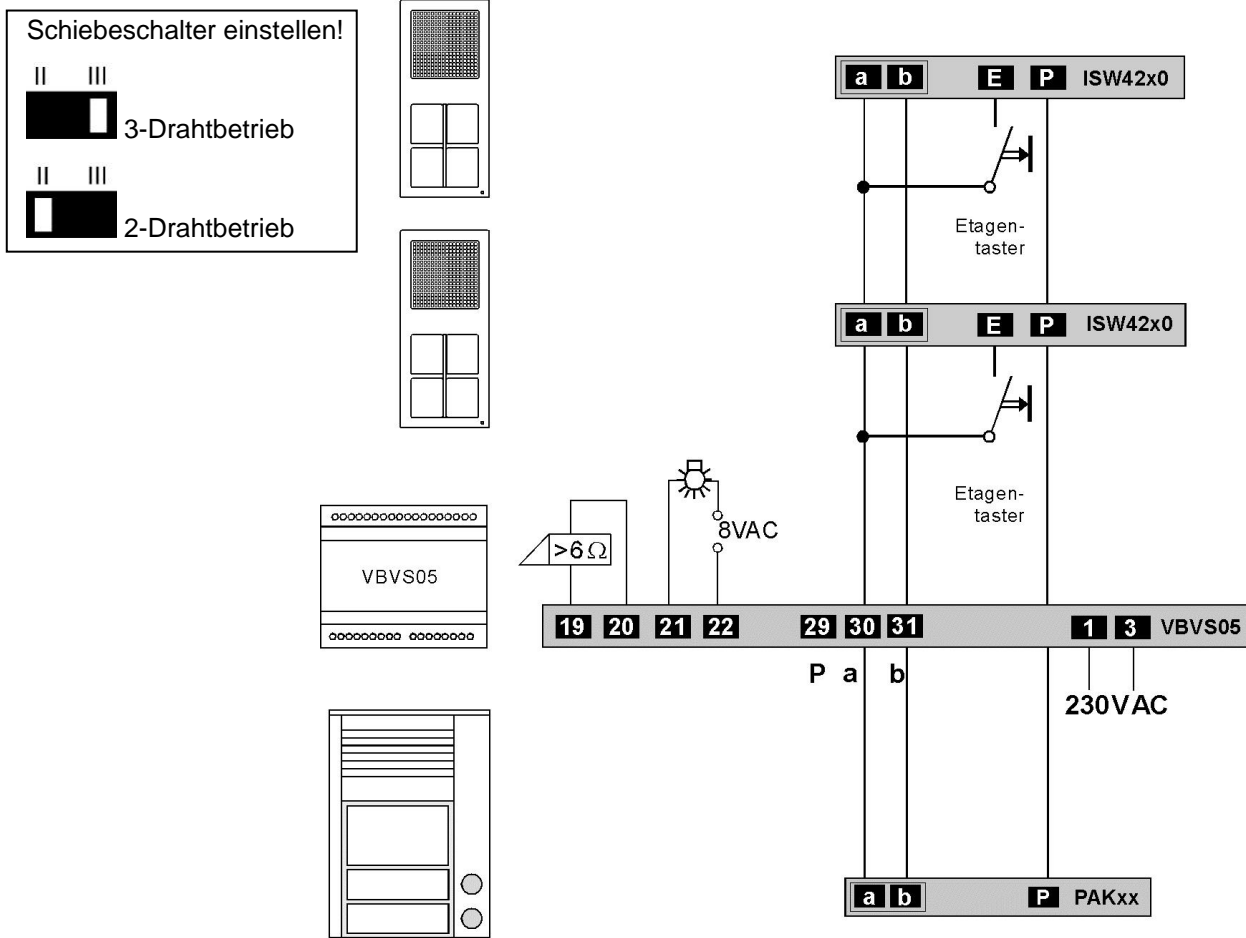 Schiebeschalter einstellen!
II III
3-Drahtbetrieb
II III
2-Drahtbetrieb
a b E P ISW42x0
Etagen-
taster
a b E P ISW42x0
Etagen-
taster
8VAC
>6 Ω
VBVS05
19 20 21 22 29 30 31 1 3 VBVS05
P a b
230VAC
a b P PAKxx